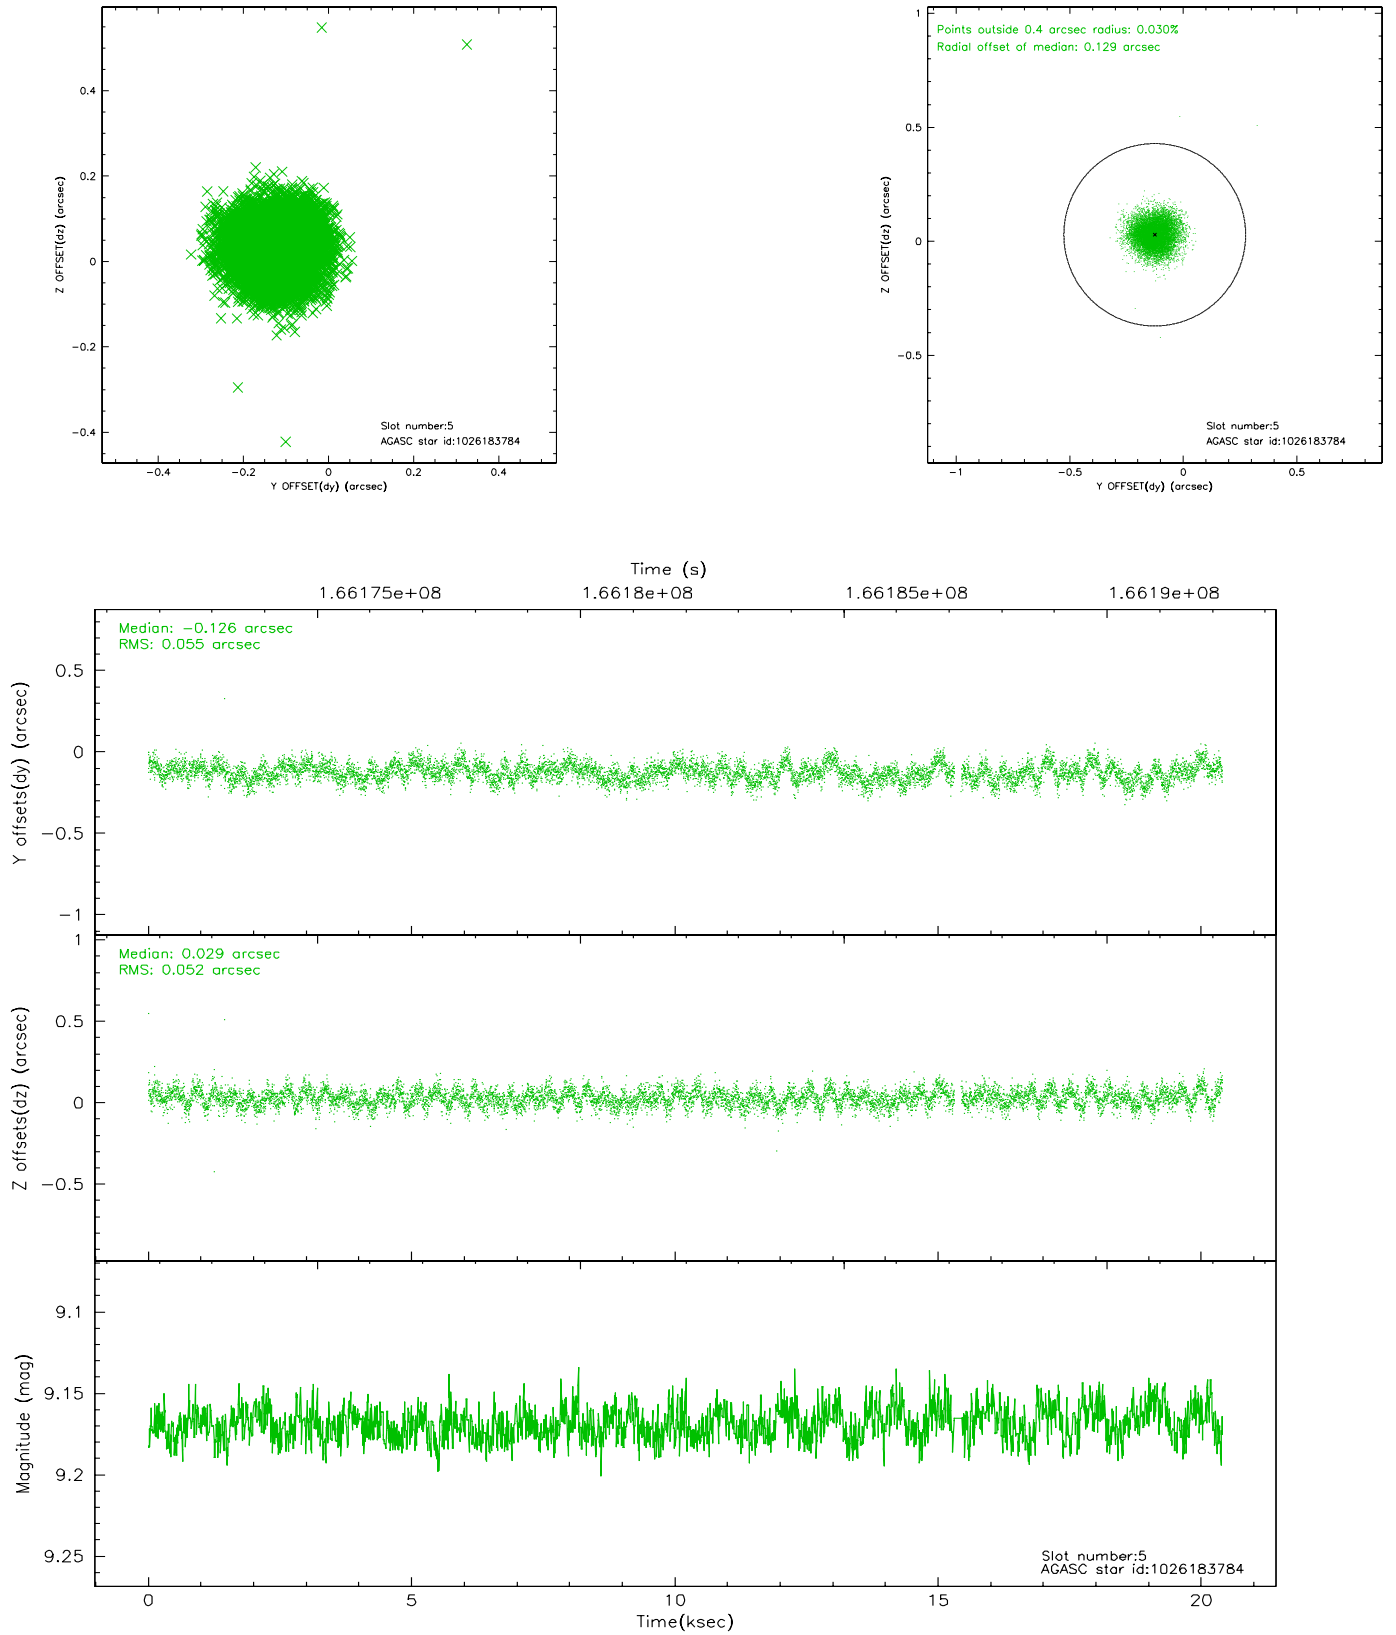 0.4
0.2
0
−0.2
−0.4
Z OFFSET(dz) (arcsec)
Slot number:5
AGASC star id:1026183784
−0.4
−0.2
0
0.2
0.4
Y OFFSET(dy) (arcsec)
Points outside 0.4 arcsec radius: 0.030%
Radial offset of median: 0.129 arcsec
1
0.5
0
−0.5
Z OFFSET(dz) (arcsec)
Slot number:5
AGASC star id:1026183784
−1
−0.5
0
0.5
Y OFFSET(dy) (arcsec)
Time (s)
1.66175e+08
1.6618e+08
1.66185e+08
1.6619e+08
Median: −0.126 arcsec
RMS: 0.055 arcsec
0.5
0
−0.5
−1
Y offsets(dy) (arcsec)
Median: 0.029 arcsec
RMS: 0.052 arcsec
1
0.5
0
−0.5
Z offsets(dz) (arcsec)
9.1
9.15
9.2
9.25
Magnitude (mag)
Slot number:5
AGASC star id:1026183784
0
5
10
15
20
Time(ksec)